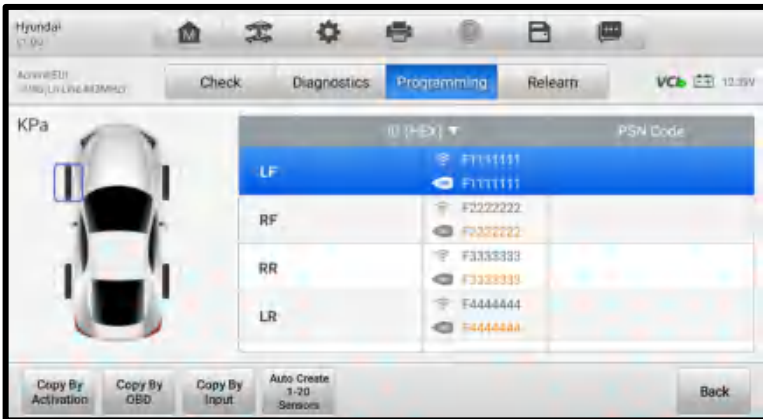 Hyundai
Check
Diagnostics
Programming
Relearn
VCI
KPa
ID (HEX) ▼
PSN Code
LF
F1111111
F1111111
RF
F2222222
F2222222
RR
F3333333
F3333333
LR
F4444444
F4444444
Copy By
Activation
Copy By
OBD
Copy By
Input
Auto Create
1-20
Sensors
Back